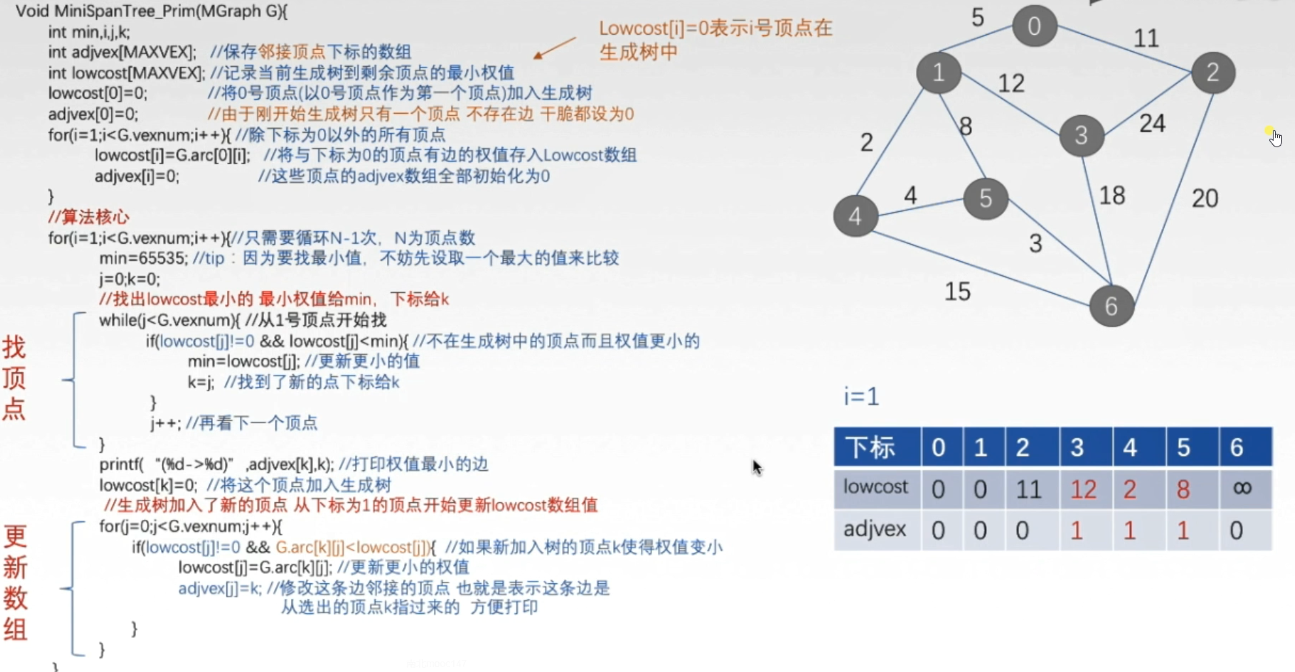 Void MiniSpanTree_Prim(MGraph G){
int min,i,j,k;
int adjvex[MAXVEX]; //保存邻接顶点下标的数组
int lowcost[MAXVEX]; //记录当前生成树到剩余顶点的最小权值
lowcost[0]=0; //将0号顶点(以0号顶点作为第一个顶点)加入生成树
adjvex[0]=0; //由于刚开始生成树只有一个顶点 不存在边 干脆都设为0
for(i=1;i<G.vexnum;i++){ //除下标为0以外的所有顶点
lowcost[i]=G.arc[0][i]; //将与下标为0的顶点有边的权值存入Lowcost数组
adjvex[i]=0; //这些顶点的adjvex数组全部初始化为0
}
//算法核心
for(i=1;i<G.vexnum;i++){//只需要循环N-1次，N为顶点数
min=65535; //tip：因为要找最小值，不妨先设取一个最大的值来比较
j=0;k=0;
//找出lowcost最小的 最小权值给min，下标给k
while(j<G.vexnum){ //从1号顶点开始找
if(lowcost[j]!=0 && lowcost[j]<min){ //不在生成树中的顶点而且权值更小的
min=lowcost[j]; //更新更小的值
k=j; //找到了新的点下标给k
}
j++; //再看下一个顶点
}
printf( “(%d->%d)” ,adjvex[k],k); //打印权值最小的边
lowcost[k]=0; //将这个顶点加入生成树
//生成树加入了新的顶点 从下标为1的顶点开始更新lowcost数组值
for(j=0;j<G.vexnum;j++){
if(lowcost[j]!=0 && G.arc[k][j]<lowcost[j]){ //如果新加入树的顶点k使得权值变小
lowcost[j]=G.arc[k][j]; //更新更小的权值
adjvex[j]=k; //修改这条边邻接的顶点 也就是表示这条边是
从选出的顶点k指过来的 方便打印
}
}
}
找顶点
更新数组
Lowcost[i]=0表示i号顶点在
生成树中
5
0
11
1
2
12
3
24
8
2
4
4
5
18
20
3
15
6
i=1
下标 0 1 2 3 4 5 6
lowcost 0 0 11 12 2 8 ∞
adjvex 0 0 0 1 1 1 0